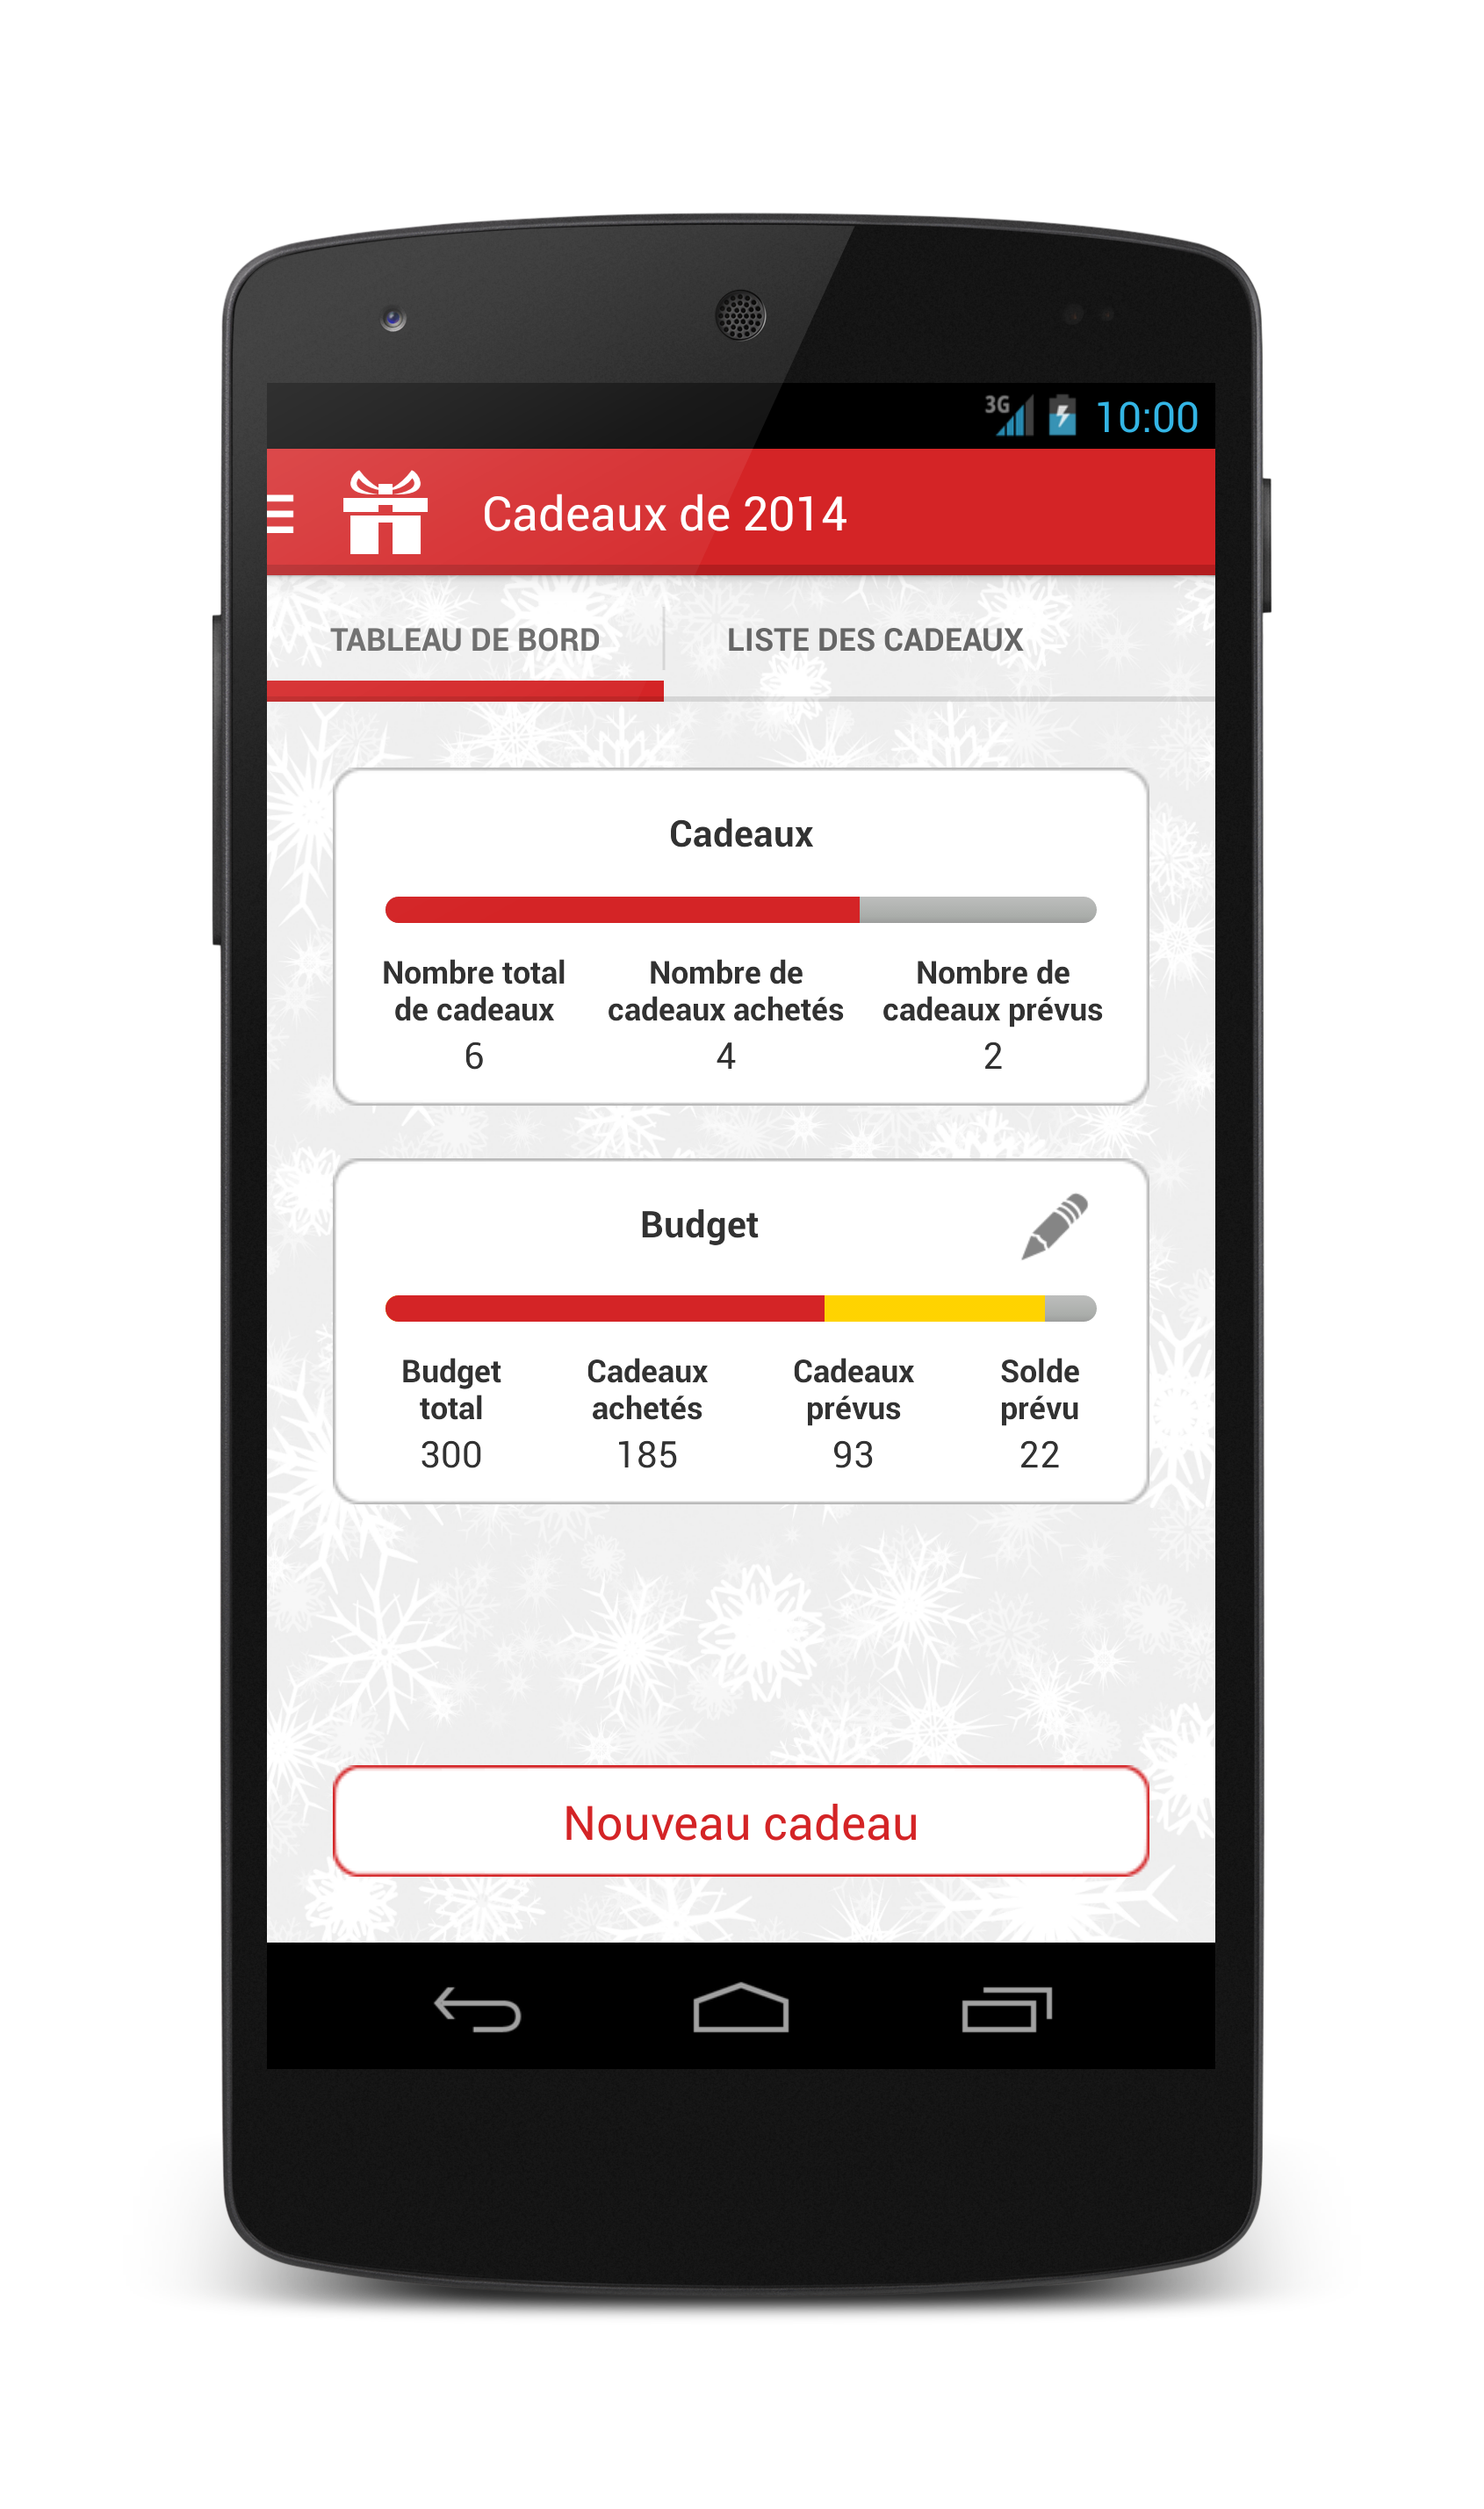 3G 10:00
Cadeaux de 2014
TABLEAU DE BORD
LISTE DES CADEAUX
Cadeaux
Nombre total
de cadeaux
6
Nombre de
cadeaux achetés
4
Nombre de
cadeaux prévus
2
Budget
Budget
total
300
Cadeaux
achetés
185
Cadeaux
prévus
93
Solde
prévu
22
Nouveau cadeau